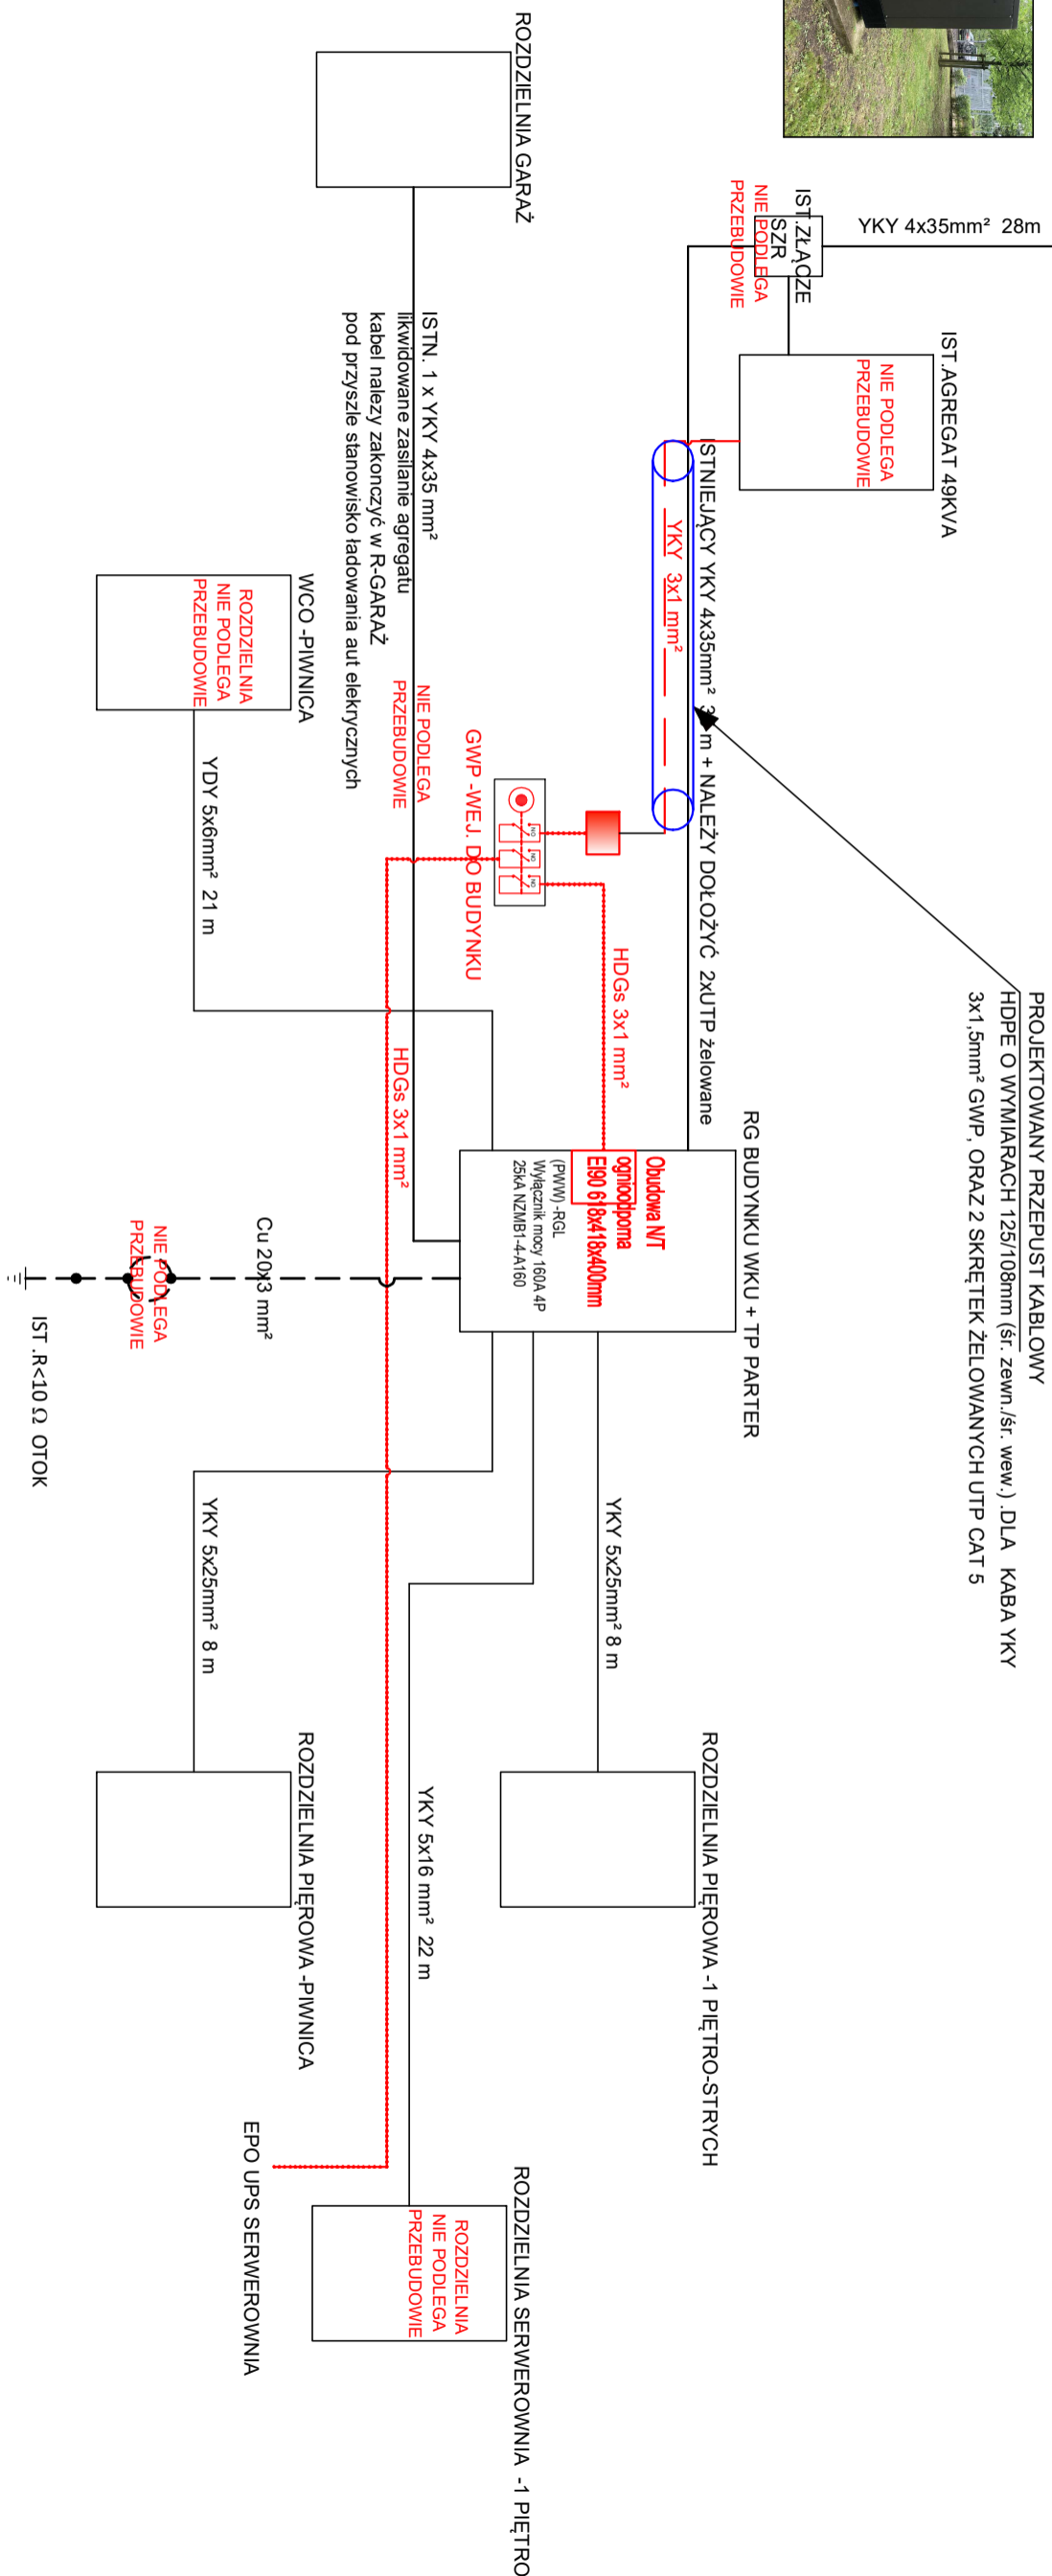 ROZDZIELNIA GARAŻ
YKY 4x35mm² 28m
IST.ZŁĄCZE
SZR
NIE PODLEGA
PRZEBUDOWIE
IST.AGREGAT 49KVA
NIE PODLEGA
PRZEBUDOWIE
PROJEKTOWANY PRZEPUST KABLOWY
HDPE O WYMIARACH 125/108mm (śr. zewn./śr. wew.) .DLA KABA YKY
3x1,5mm² GWP, ORAZ 2 SKRĘTEK ŻELOWANYCH UTP CAT 5
ISTNIEJĄCY YKY 4x35mm² m + NALEŻY DOŁOŻYĆ 2xUTP żelowane
YKY 3x1 mm²
ISTN. 1 x YKY 4x35 mm²
likwidowane zasilanie agregatu
kabel nalezy zakonczyć w R-GARAŻ
pod przyszle stanowisko ładowania aut elekrycznych
NIE PODLEGA
PRZEBUDOWIE
WCO -PIWNICA
ROZDZIELNIA
NIE PODLEGA
PRZEBUDOWIE
YDY 5x6mm² 21 m
GWP -WEJ. DO BUDYNKU
NO
NO
NO
HDGs 3x1 mm²
HDGs 3x1 mm²
RG BUDYNKU WKU + TP PARTER
Obudowa N/T
ognioodporna
EI90 618x418x400mm
(PWW) -RGL
Wyłącznik mocy 160A 4P
25kA NZMB1-4-A160
Cu 20x3 mm²
NIE PODLEGA
PRZEBUDOWIE
IST .R<10 Ω OTOK
YKY 5x25mm² 8 m
YKY 5x25mm² 8 m
YKY 5x16 mm² 22 m
ROZDZIELNIA PIĘROWA -1 PIĘTRO-STRYCH
ROZDZIELNIA PIĘROWA -PIWNICA
EPO UPS SERWEROWNIA
ROZDZIELNIA SERWEROWNIA -1 PIĘTRO
ROZDZIELNIA
NIE PODLEGA
PRZEBUDOWIE